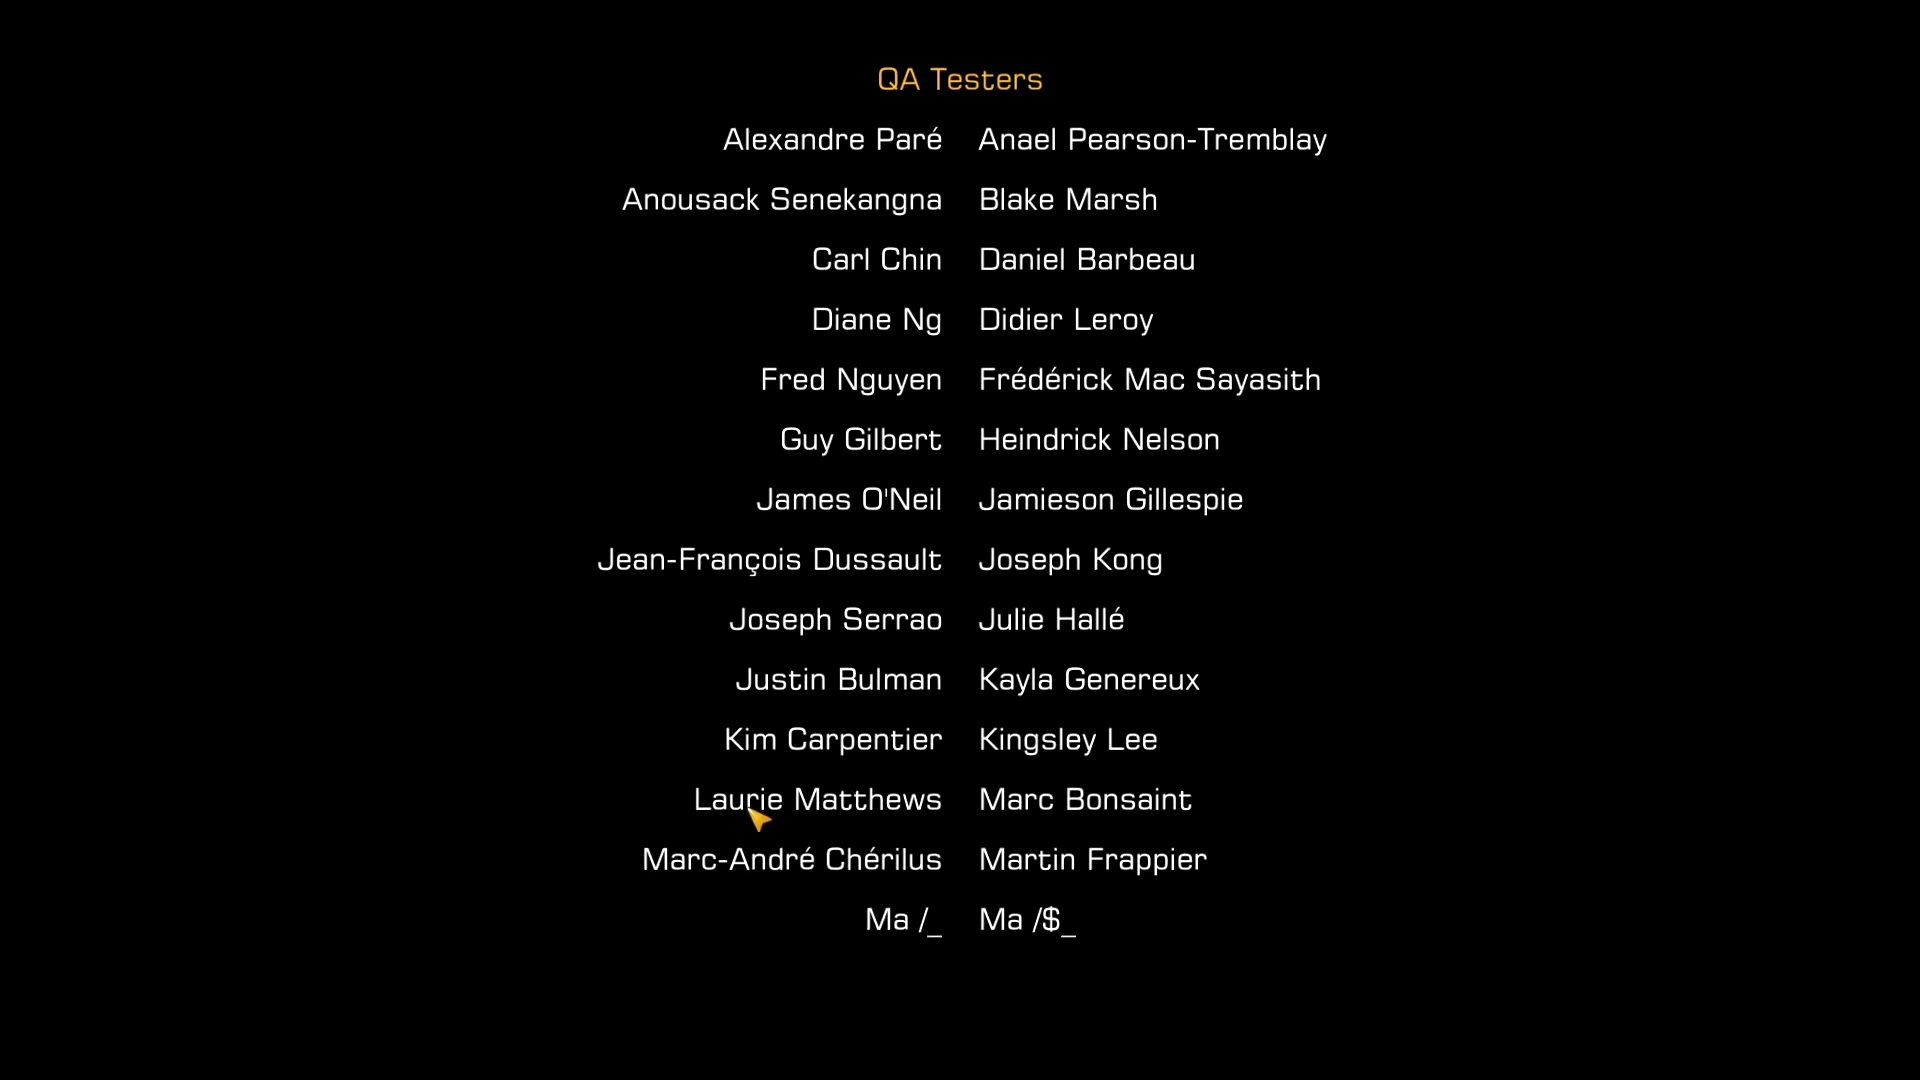 QA Testers
Alexandre Paré Anael Pearson-Tremblay
Anousack Senekangna Blake Marsh
Carl Chin Daniel Barbeau
Diane Ng Didier Leroy
Fred Nguyen Frédérick Mac Sayasith
Guy Gilbert Heindrick Nelson
James O'Neil Jamieson Gillespie
Jean-François Dussault Joseph Kong
Joseph Serrao Julie Hallé
Justin Bulman Kayla Genereux
Kim Carpentier Kingsley Lee
Laurie Matthews Marc Bonsaint
Marc-André Chérilus Martin Frappier
Ma /_ Ma /$_